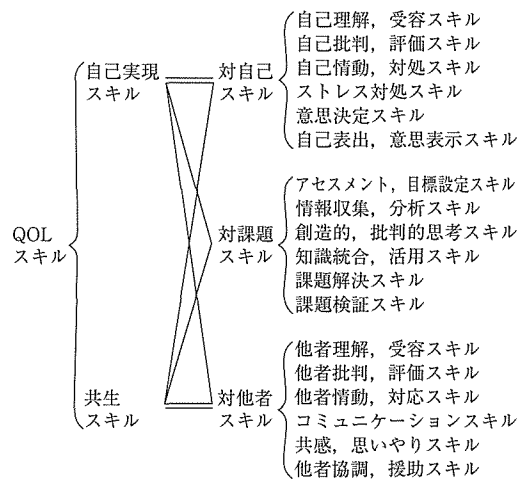 自己理解，受容スキル
自己批判，評価スキル
自己情動，対処スキル
ストレス対処スキル
意思決定スキル
自己表出，意思表示スキル
自己実現
スキル
対自己
スキル
アセスメント，目標設定スキル
情報収集，分析スキル
創造的，批判的思考スキル
知識統合，活用スキル
課題解決スキル
課題検証スキル
QOL
スキル
対課題
スキル
他者理解，受容スキル
他者批判，評価スキル
他者情動，対応スキル
コミュニケーションスキル
共感，思いやりスキル
他者協調，援助スキル
共生
スキル
対他者
スキル